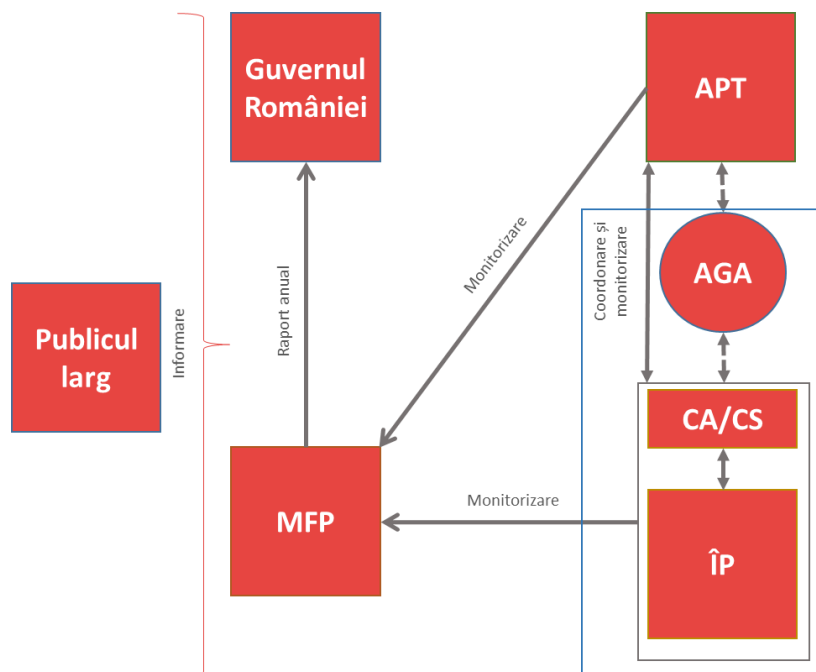 Guvernul
României
APT
Monitorizare
Coordonare și
monitorizare
AGA
Raport anual
Informare
Publicul
larg
CA/CS
MFP
Monitorizare
ÎP